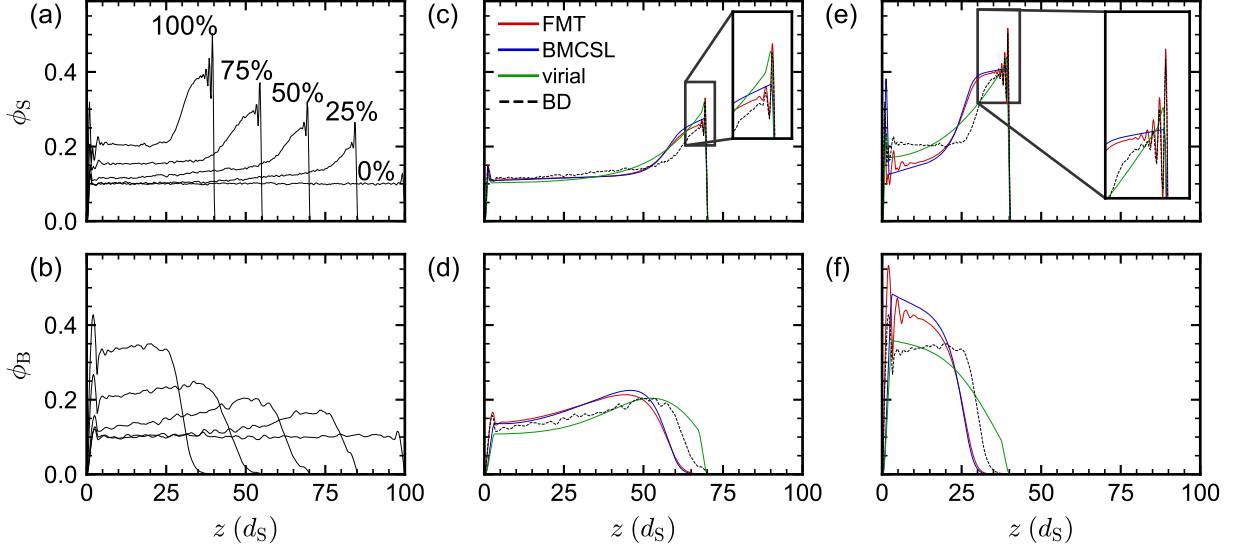 (a)
ϕS
0.4
0.2
0.0
100%
75%
50%
25%
0%
(c)
FMT
BMCSL
virial
BD
(e)
(b)
ϕB
0.4
0.2
0
0 25 50 75 100
z (dS)
(d)
0 25 50 75 100
z (dS)
(f)
0 25 50 75 100
z (dS)